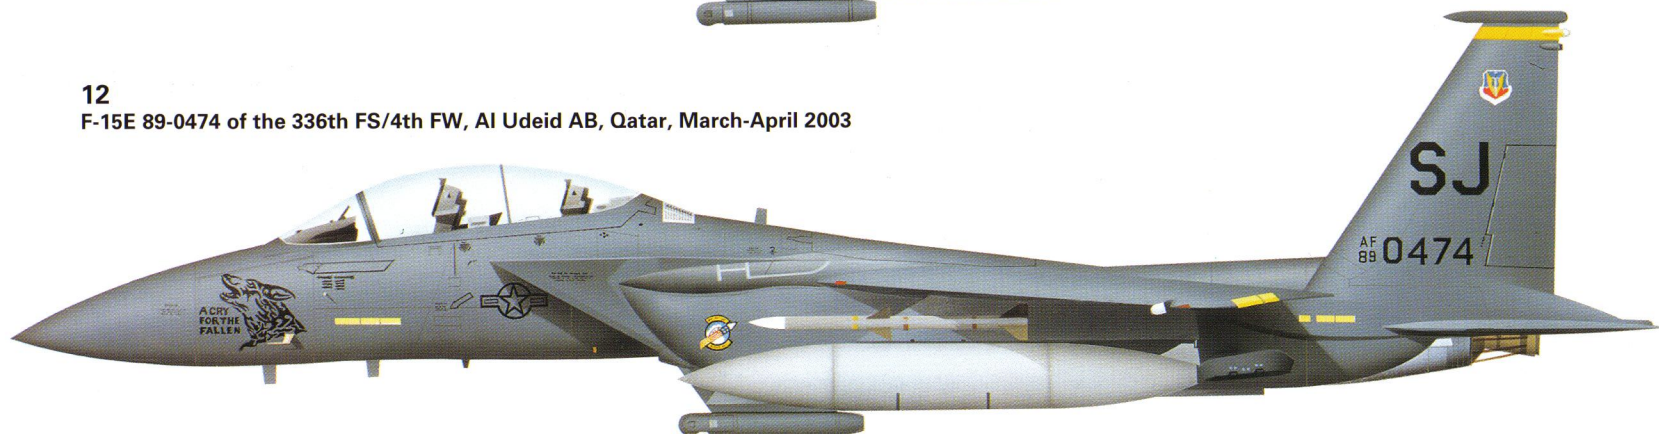 12
F-15E 89-0474 of the 336th FS/4th FW, Al Udeid AB, Qatar, March-April 2003
SJ
AF
89 0474
A CRY
FOR THE
FALLEN